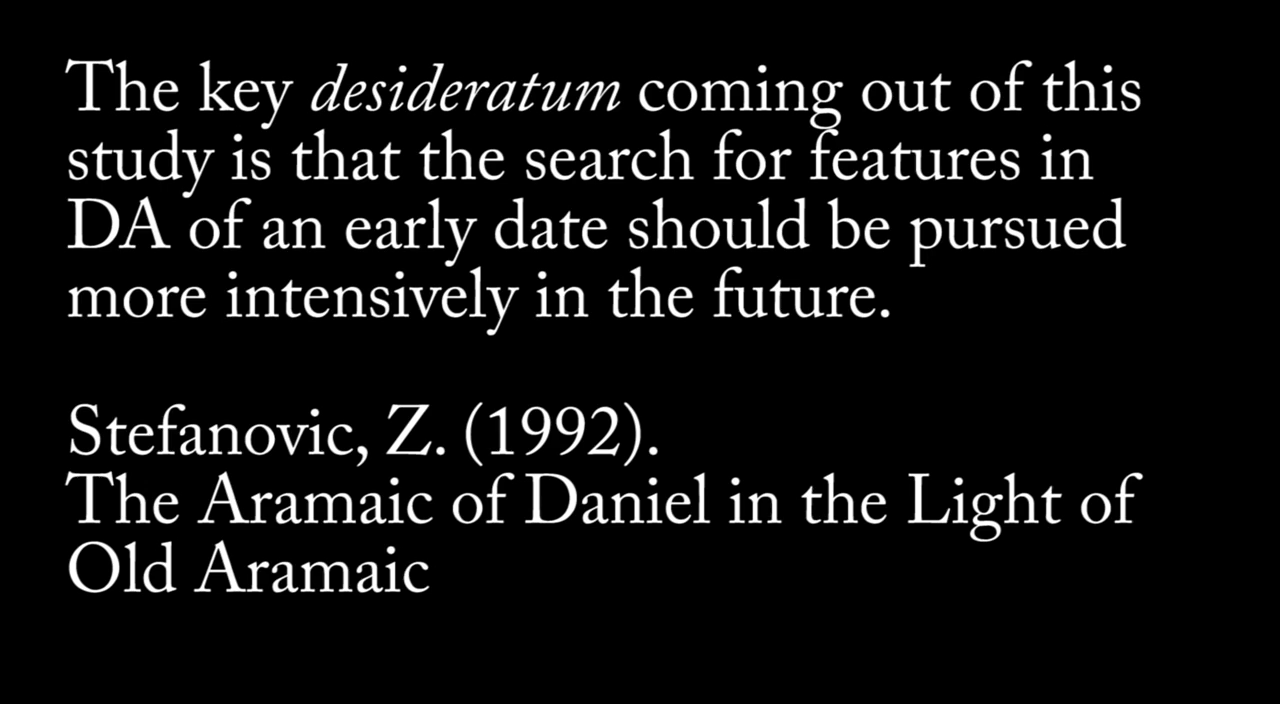 The key desideratum coming out of this
study is that the search for features in
DA of an early date should be pursued
more intensively in the future.
Stefanovic, Z. (1992).
The Aramaic of Daniel in the Light of
Old Aramaic